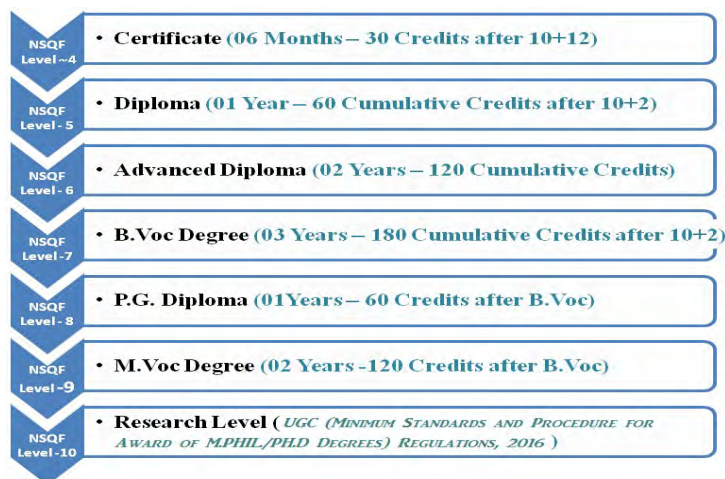 NSQF
Level~4
• Certificate (06 Months – 30 Credits after 10+12)
NSQF
Level-5
• Diploma (01 Year – 60 Cumulative Credits after 10+2)
NSQF
Level-6
• Advanced Diploma (02 Years – 120 Cumulative Credits)
NSQF
Level-7
• B.Voc Degree (03 Years – 180 Cumulative Credits after 10+2)
NSQF
Level-8
• P.G. Diploma (01Years – 60 Credits after B.Voc)
NSQF
Level-9
• M.Voc Degree (02 Years -120 Credits after B.Voc)
NSQF
Level-10
• Research Level ( UGC (MINIMUM STANDARDS AND PROCEDURE FOR
AWARD OF M.PHIL./PH.D DEGREES) REGULATIONS, 2016 )